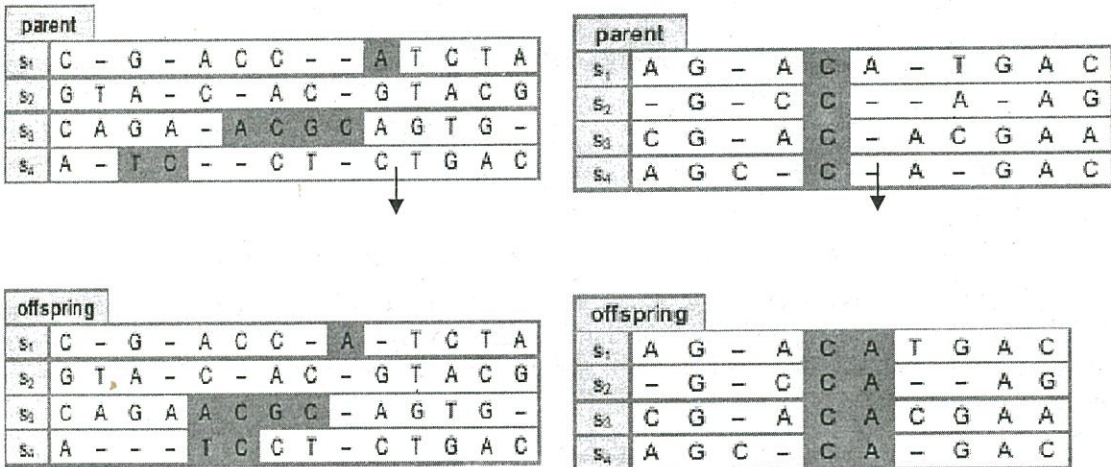 parent
S₁ C – G – A C C – – A T C T A
S₂ G T A – C – A C – G T A C G
S₃ C A G A – A C G C A G T G –
S₄ A – T C – – C T – C T G A C
parent
S₁ A G – A C A – T G A C
S₂ – G – C C – – A – A G
S₃ C G – A C – A C G A A
S₄ A G C – C – A – G A C
offspring
S₁ C – G – A C C – A – T C T A
S₂ G T A – C – A C – G T A C G
S₃ C A G A A C G C – A G T G –
S₄ A – – – T C C T – C T G A C
offspring
S₁ A G – A C A T G A C
S₂ – G – C C A – – A G
S₃ C G – A C A C G A A
S₄ A G C – C A – G A C